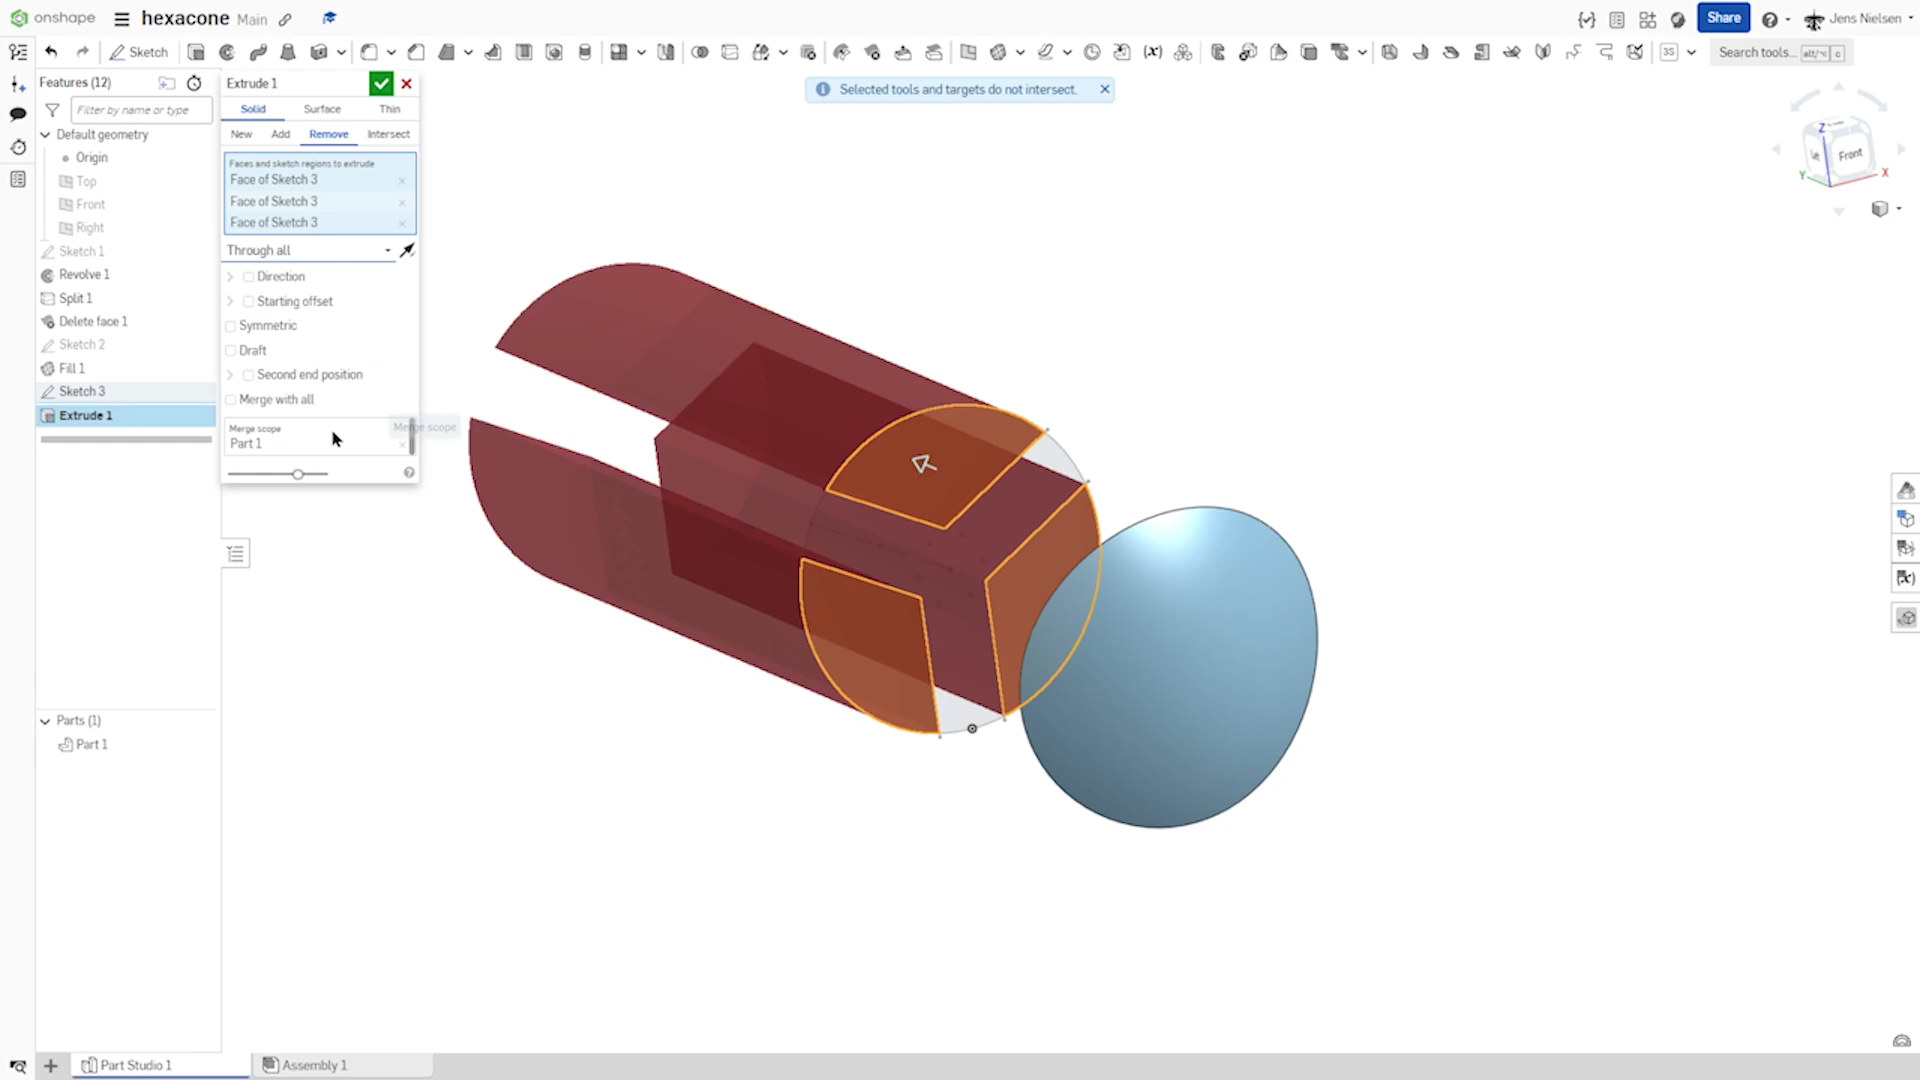 onshape
hexacone Main
Share
Jens Nielsen
Sketch
Search tools... alt/⌥ c
Features (12)
Filter by name or type
Default geometry
Origin
Top
Front
Right
Sketch 1
Revolve 1
Split 1
Delete face 1
Sketch 2
Fill 1
Sketch 3
Extrude 1
Parts (1)
Part 1
Extrude 1
Solid Surface Thin
New Add Remove Intersect
Faces and sketch regions to extrude
Face of Sketch 3
Face of Sketch 3
Face of Sketch 3
Through all
Direction
Starting offset
Symmetric
Draft
Second end position
Merge with all
Merge scope
Part 1
Merge scope
Selected tools and targets do not intersect.
Z
Front
Y
X
Part Studio 1
Assembly 1